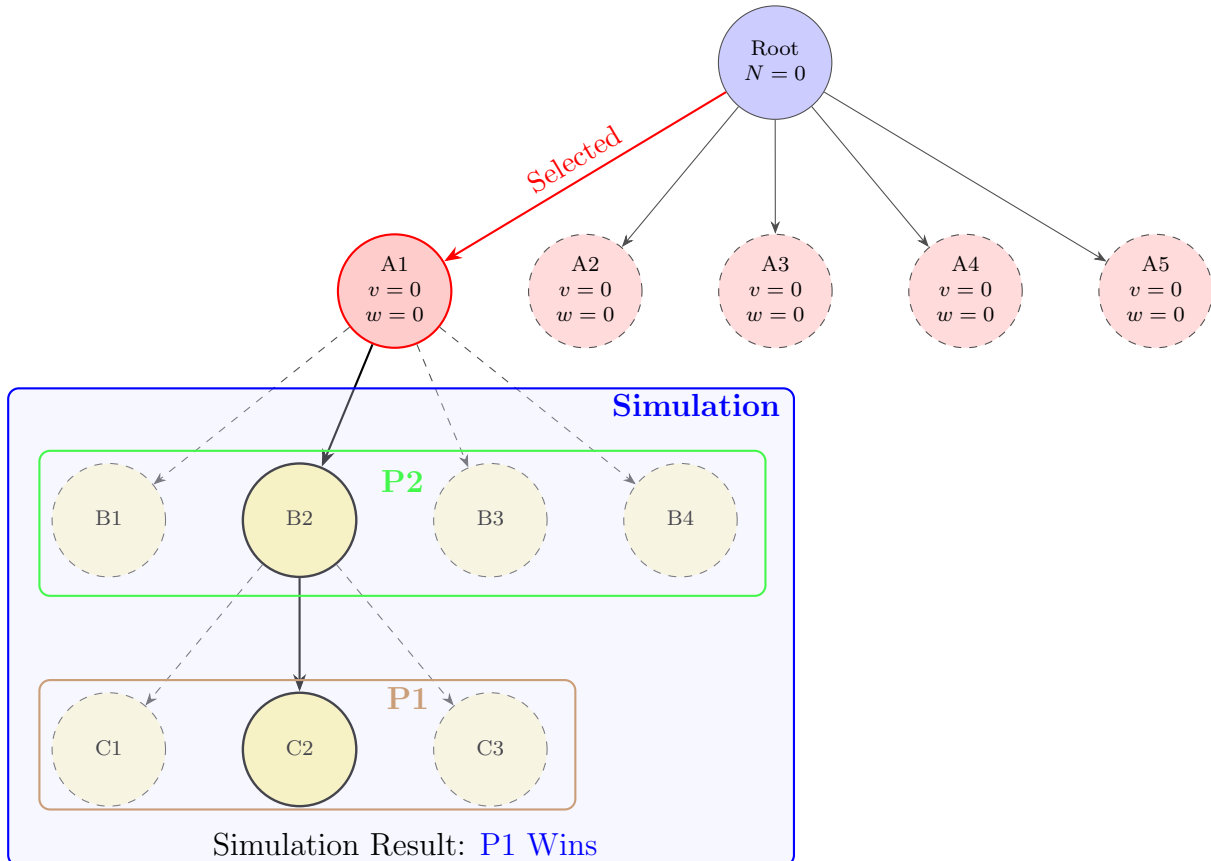 Root
N = 0
Selected
A1
v = 0
w = 0
A2
v = 0
w = 0
A3
v = 0
w = 0
A4
v = 0
w = 0
A5
v = 0
w = 0
Simulation
P2
B1
B2
B3
B4
P1
C1
C2
C3
Simulation Result: P1 Wins